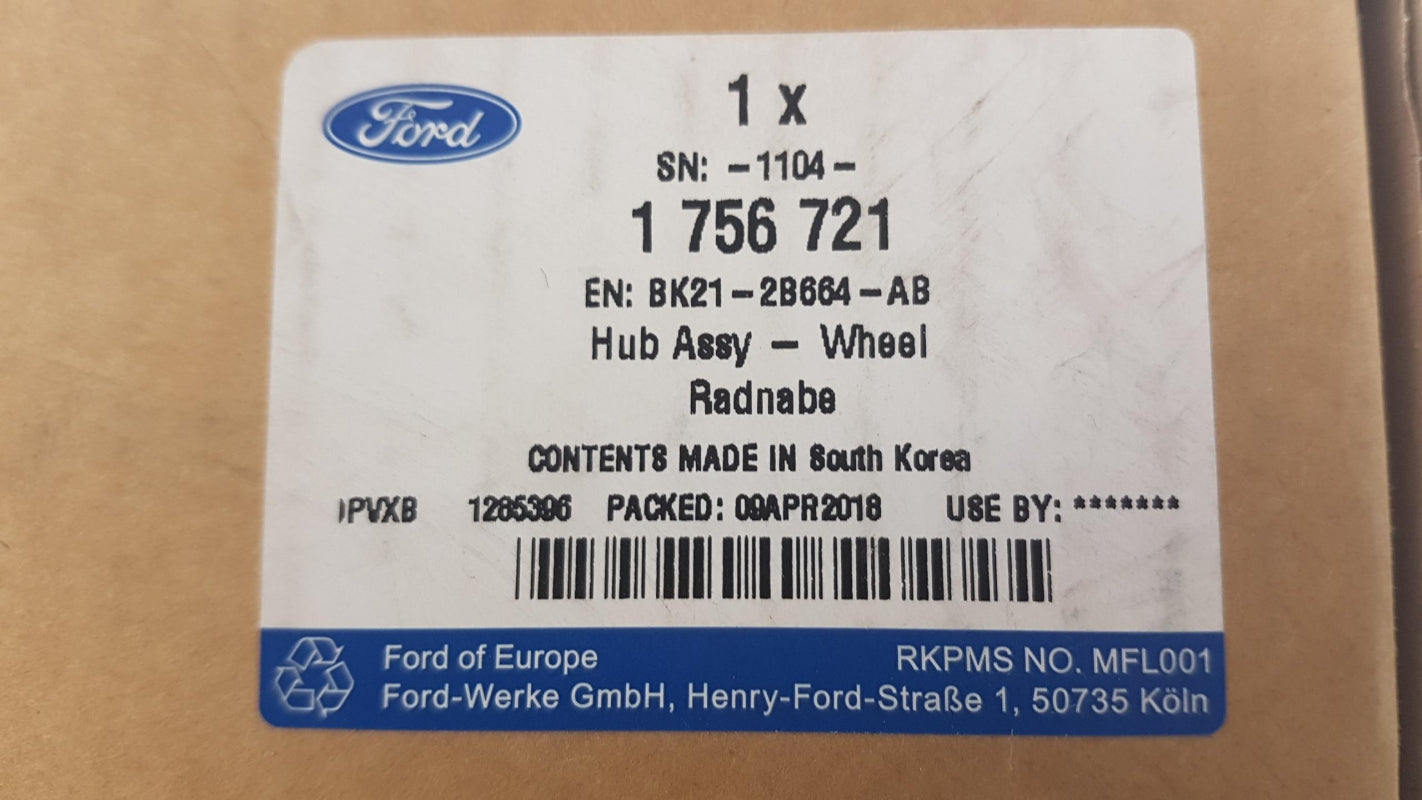 Ford
1 x
SN: -1104-
1 756 721
EN: BK21-2B664-AB
Hub Assy - Wheel
Radnabe
CONTENTS MADE IN South Korea
PVXB 1285396 PACKED: 09APR2018 USE BY: *******
Ford of Europe RKPMS NO. MFL001
Ford-Werke GmbH, Henry-Ford-Straße 1, 50735 Köln